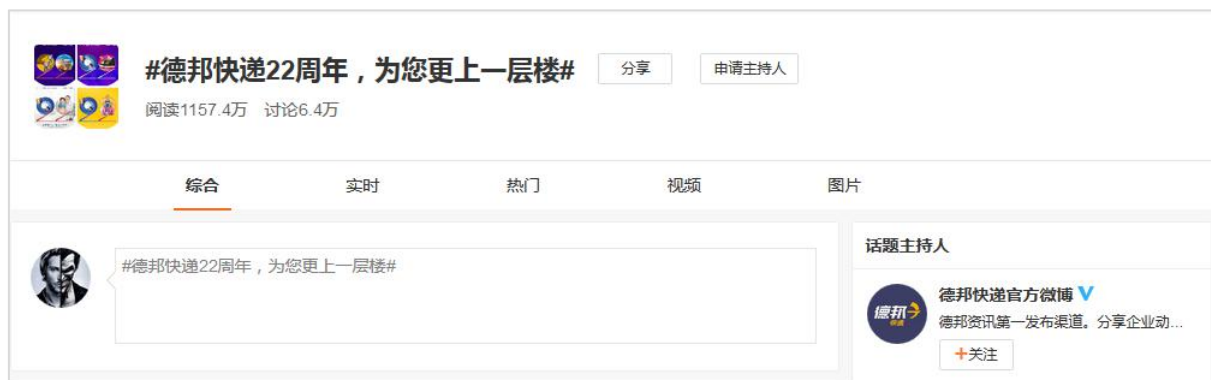 #德邦快递22周年，为您更上一层楼#
分享
申请主持人
阅读1157.4万 讨论6.4万
综合 实时 热门 视频 图片
#德邦快递22周年，为您更上一层楼#
话题主持人
德邦快递官方微博
德邦资讯第一发布渠道。分享企业动...
+关注
德邦
快递